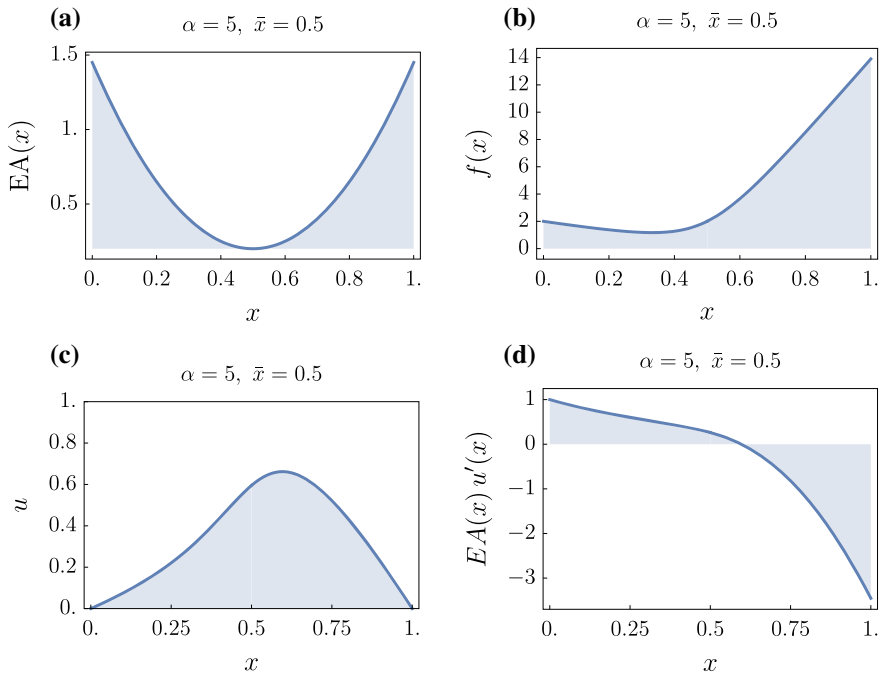 (a)
α = 5, x̄ = 0.5
EA(x)
1.5
1.
0.5
0. 0.2 0.4 0.6 0.8 1.
x
(b)
α = 5, x̄ = 0.5
f(x)
14
12
10
8
6
4
2
0
0. 0.2 0.4 0.6 0.8 1.
x
(c)
α = 5, x̄ = 0.5
u
1.
0.8
0.6
0.4
0.2
0.
0. 0.25 0.5 0.75 1.
x
(d)
α = 5, x̄ = 0.5
EA(x) u′(x)
1
0
−1
−2
−3
0. 0.25 0.5 0.75 1.
x